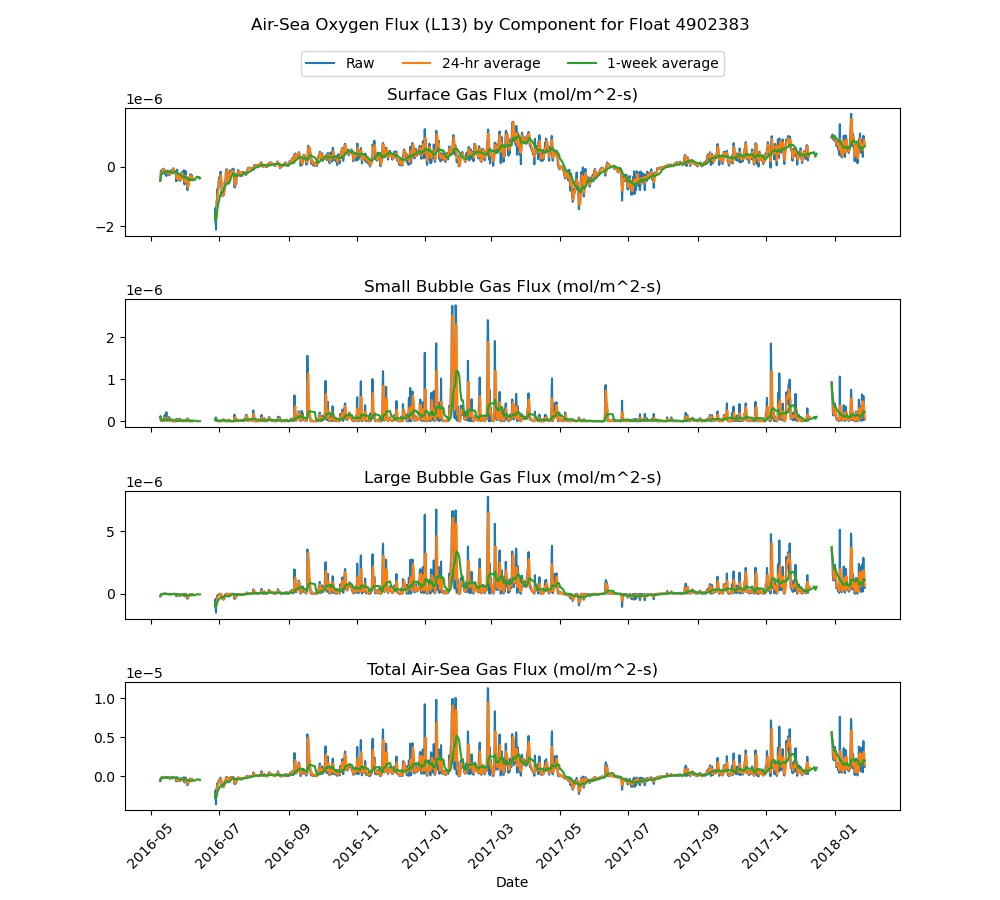 Air-Sea Oxygen Flux (L13) by Component for Float 4902383
Raw 24-hr average 1-week average
1e−6
Surface Gas Flux (mol/m^2-s)
0
−2
1e−6
Small Bubble Gas Flux (mol/m^2-s)
2
1
0
1e−6
Large Bubble Gas Flux (mol/m^2-s)
5
0
1e−5
Total Air-Sea Gas Flux (mol/m^2-s)
1.0
0.5
0.0
2016-05 2016-07 2016-09 2016-11 2017-01 2017-03 2017-05 2017-07 2017-09 2017-11 2018-01
Date